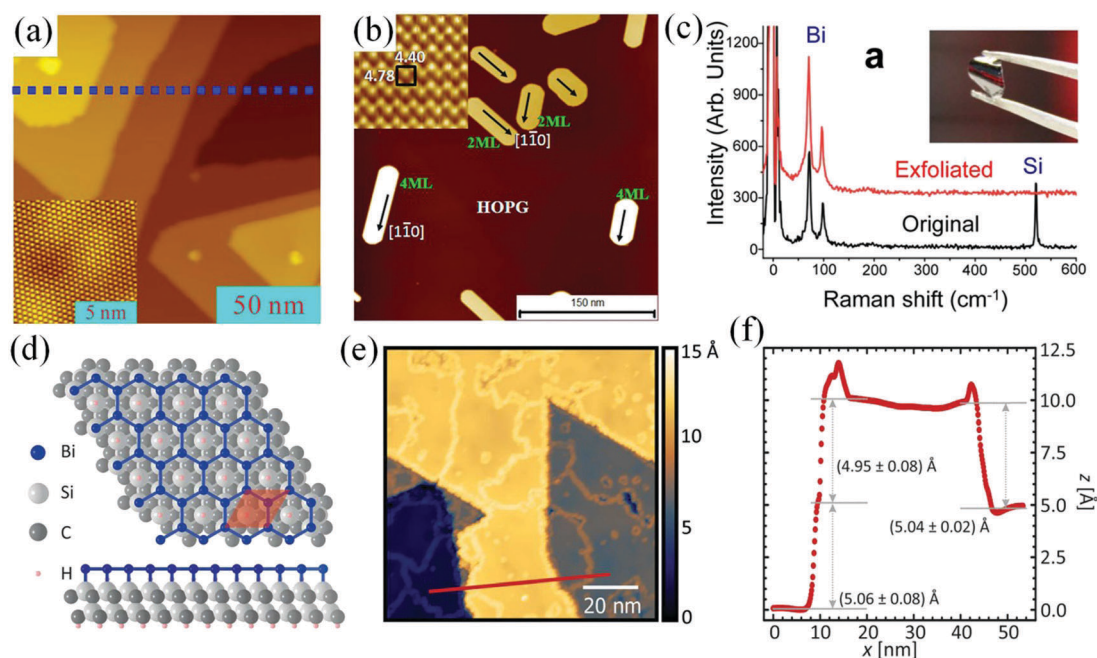 (a)
5 nm
50 nm
(b)
4.40
4.78
2ML
2ML
[11̅0]
4ML
[11̅0]
HOPG
4ML
150 nm
(c)
Intensity (Arb. Units)
1200
900
600
300
0
Bi
a
Si
Exfoliated
Original
0 100 200 300 400 500 600
Raman shift (cm⁻¹)
(d)
Bi
Si
C
H
(e)
15 Å
10
5
0
20 nm
(f)
12.5
10.0
7.5
5.0
2.5
0.0
z [Å]
(4.95 ± 0.08) Å
(5.04 ± 0.02) Å
(5.06 ± 0.08) Å
0 10 20 30 40 50
x [nm]